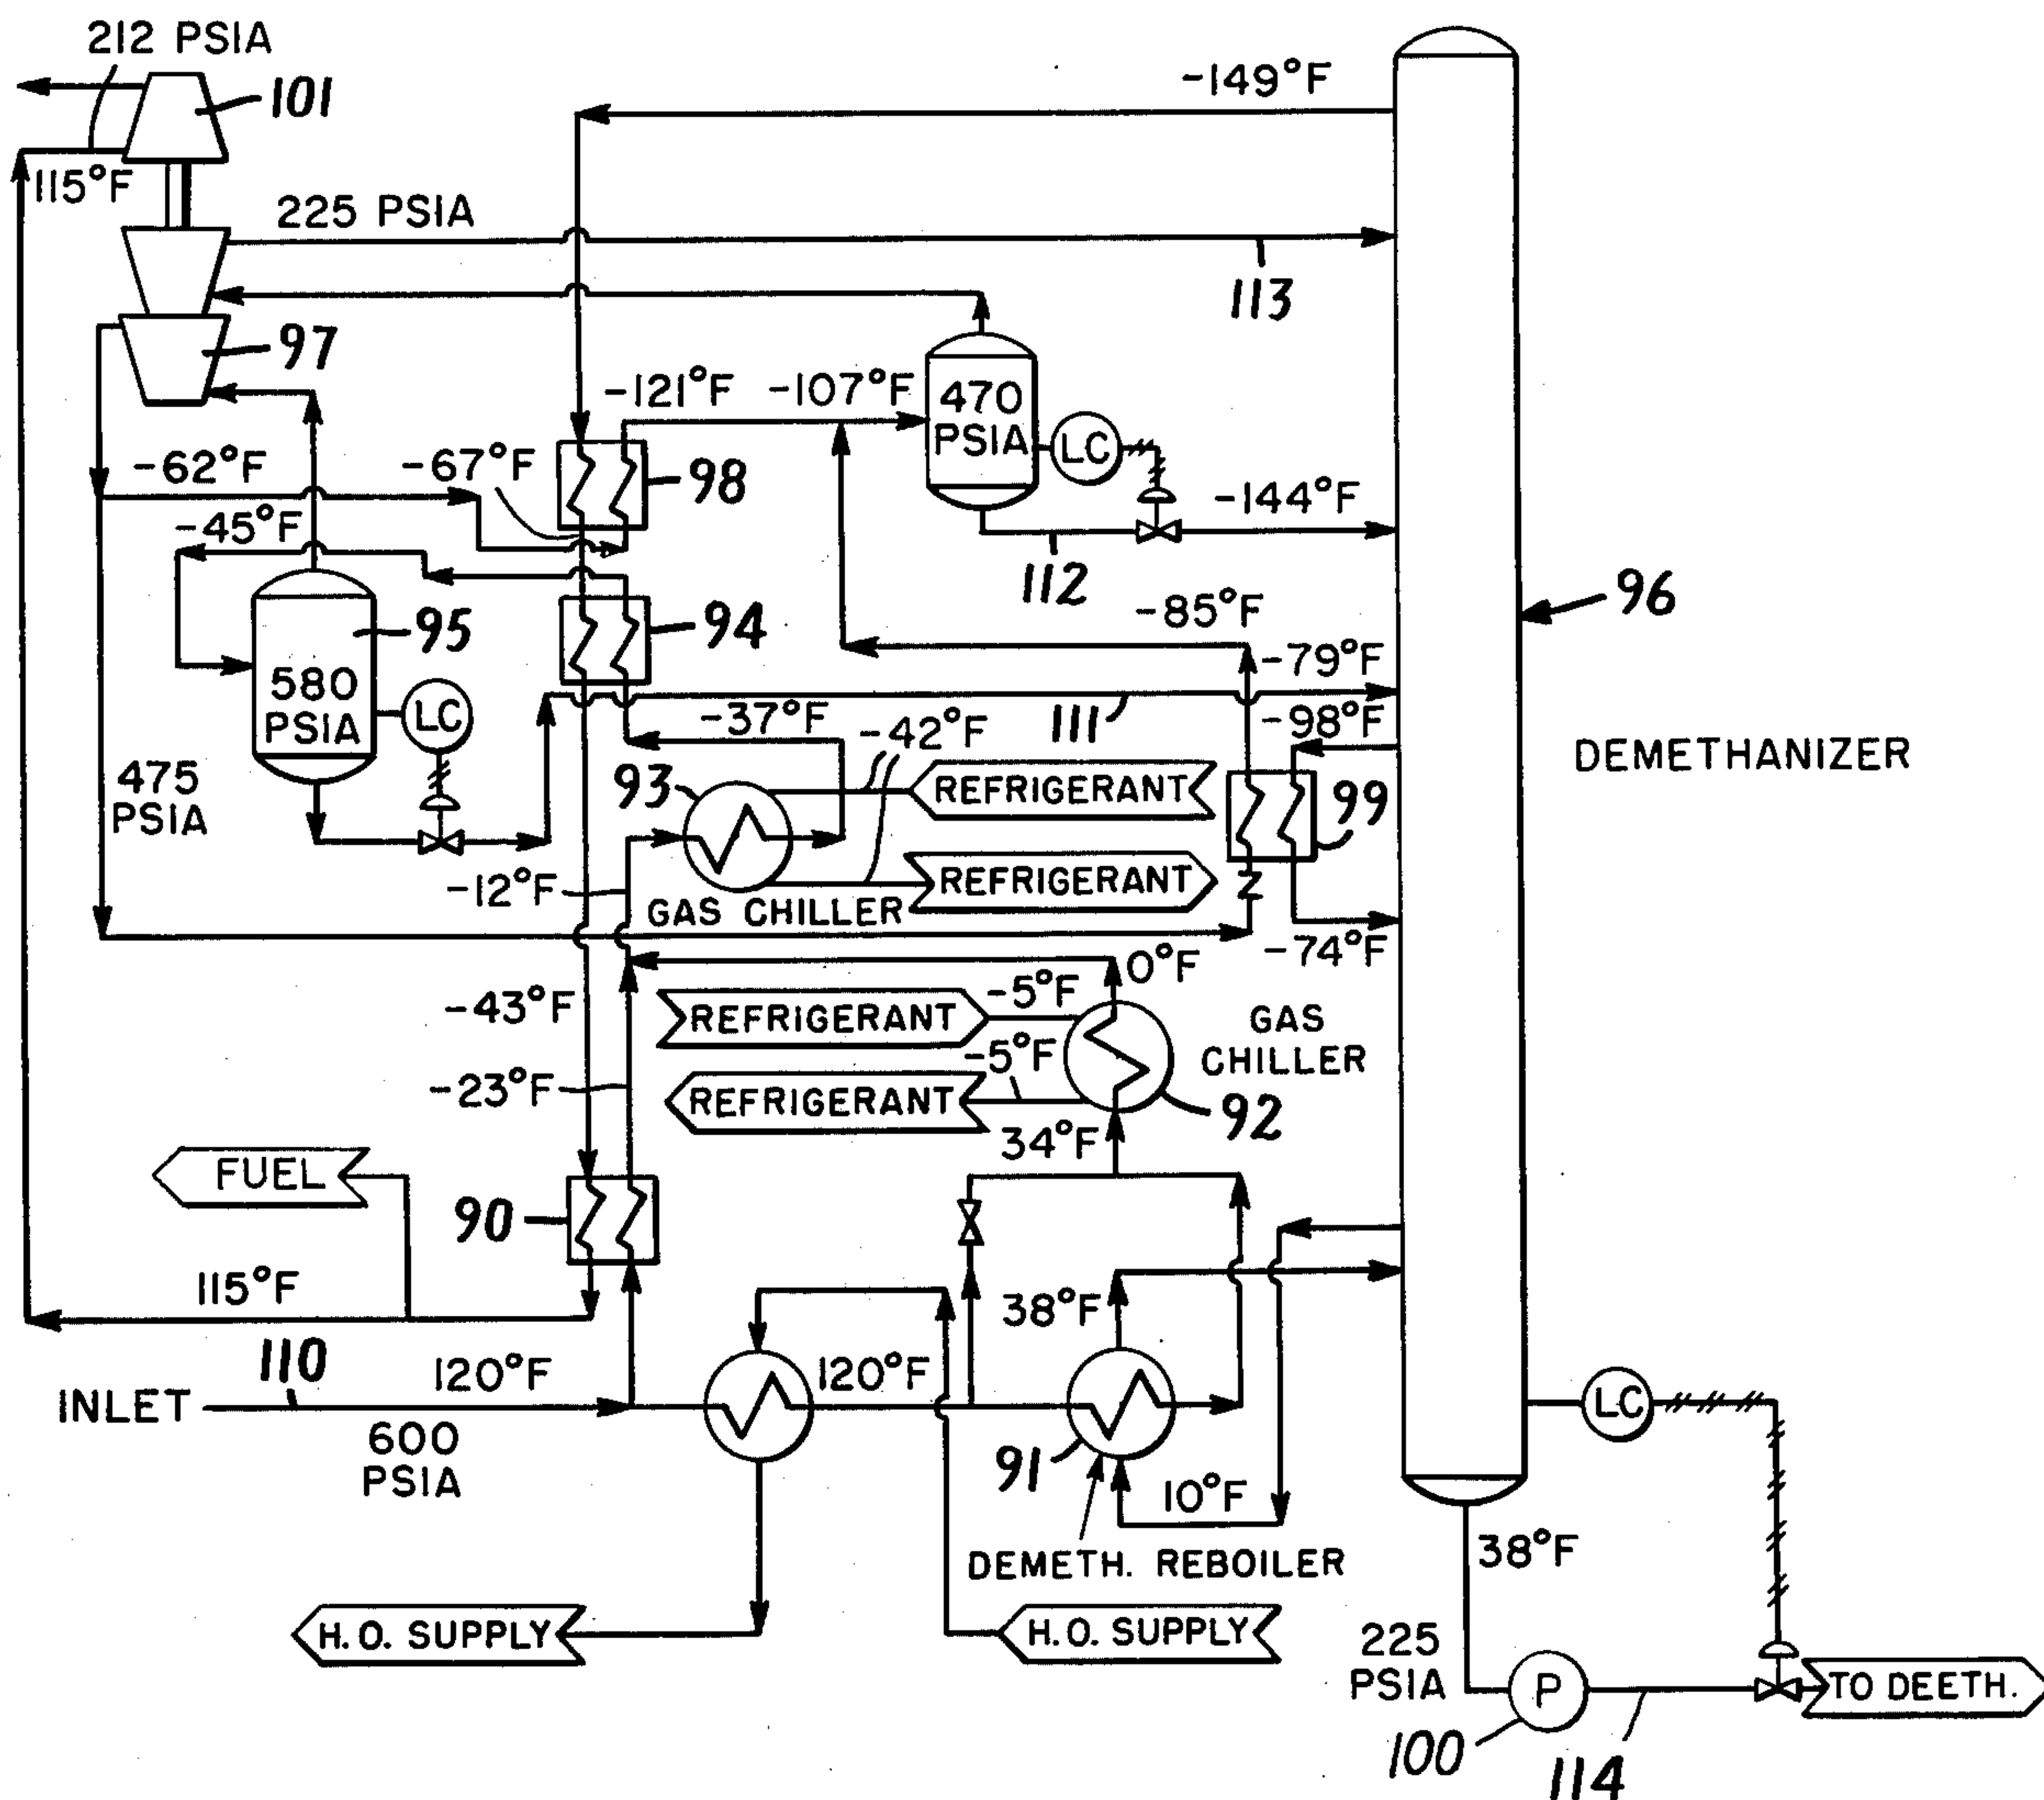 212 PSIA
101
-149°F
115°F
225 PSIA
113
97
-121°F
-107°F
470
PSIA
LC
-62°F
-67°F
98
-144°F
-45°F
112
96
95
94
-85°F
580
PSIA
LC
-79°F
-37°F
111
-98°F
-42°F
DEMETHANIZER
475
PSIA
93
REFRIGERANT
99
-12°F
REFRIGERANT
GAS CHILLER
-74°F
0°F
-43°F
REFRIGERANT
-5°F
GAS
CHILLER
-5°F
-23°F
REFRIGERANT
92
34°F
FUEL
90
115°F
38°F
110
120°F
120°F
INLET
LC
600
PSIA
91
10°F
DEMETH. REBOILER
38°F
H.O. SUPPLY
H.O. SUPPLY
225
PSIA
P
TO DEETH.
100
114